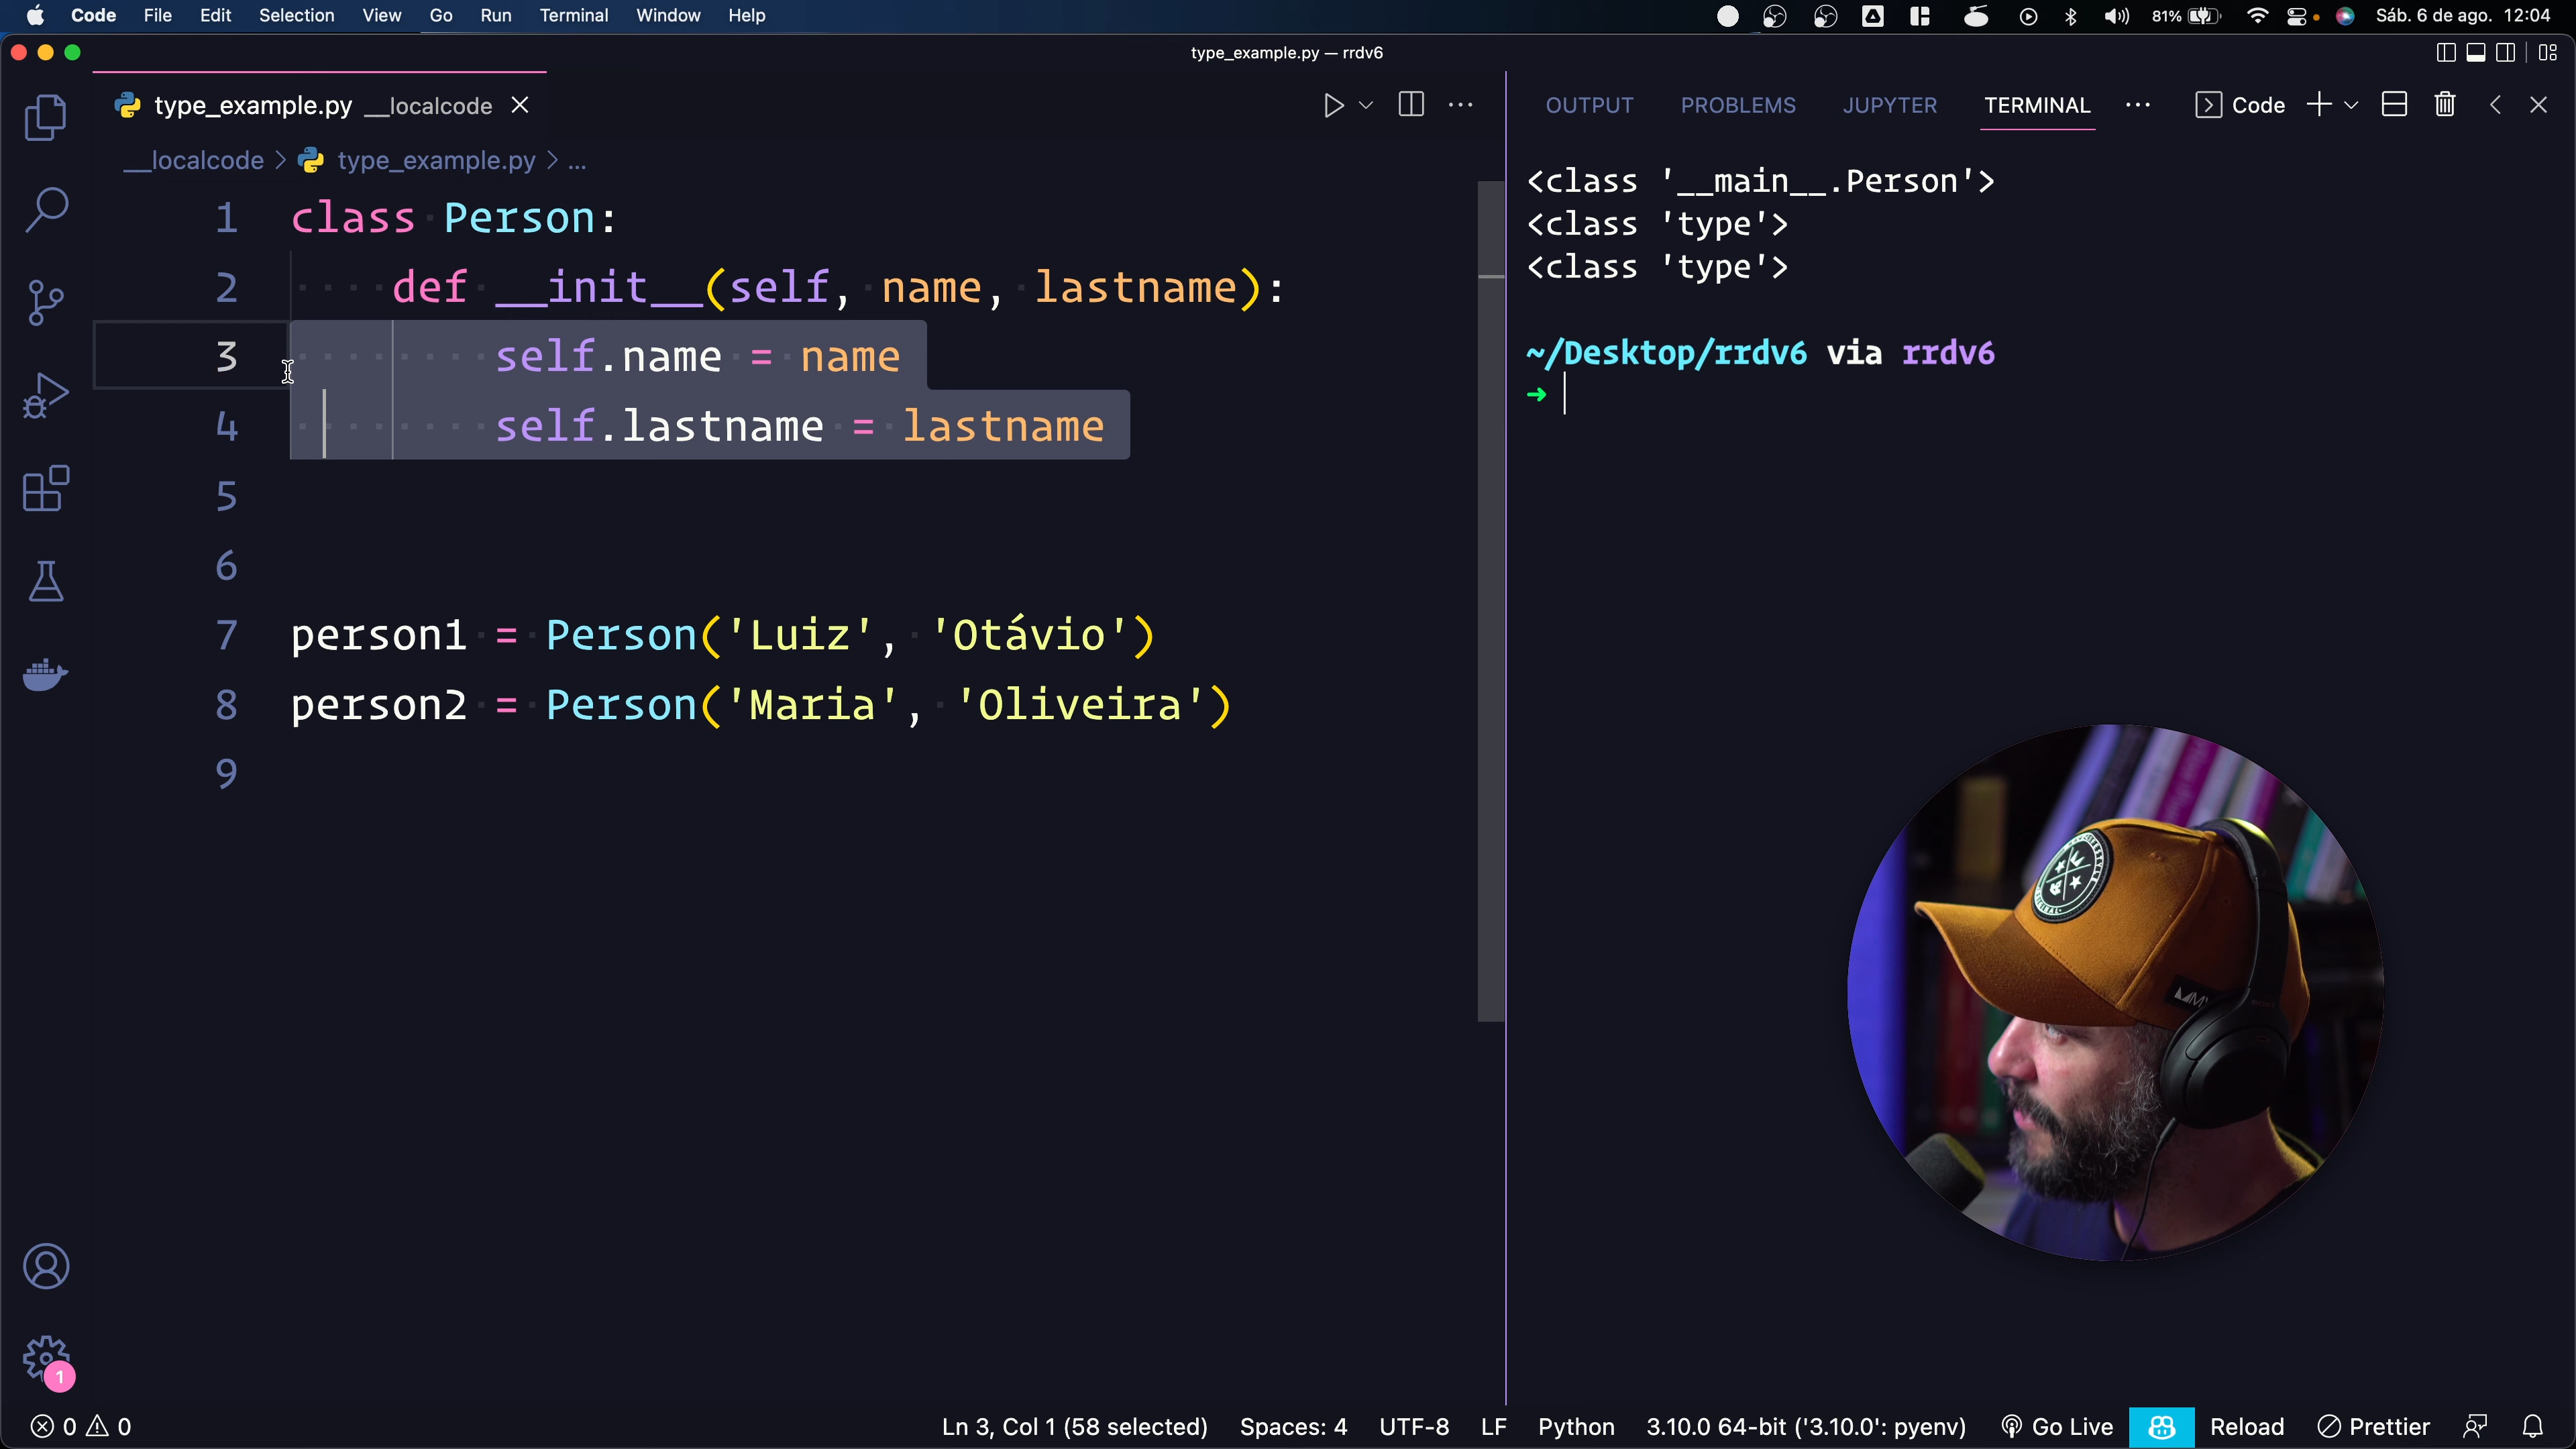 Code File Edit Selection View Go Run Terminal Window Help
81% Sáb. 6 de ago. 12:04
type_example.py — rrdv6
type_example.py __localcode
__localcode > type_example.py > ...
1 class Person:
2 def __init__(self, name, lastname):
3 self.name = name
4 self.lastname = lastname
5
6
7 person1 = Person('Luiz', 'Otávio')
8 person2 = Person('Maria', 'Oliveira')
9
OUTPUT PROBLEMS JUPYTER TERMINAL ... Code
<class '__main__.Person'>
<class 'type'>
<class 'type'>
~/Desktop/rrdv6 via rrdv6
➜
1
0 0 Ln 3, Col 1 (58 selected) Spaces: 4 UTF-8 LF Python 3.10.0 64-bit ('3.10.0': pyenv) Go Live Reload Prettier